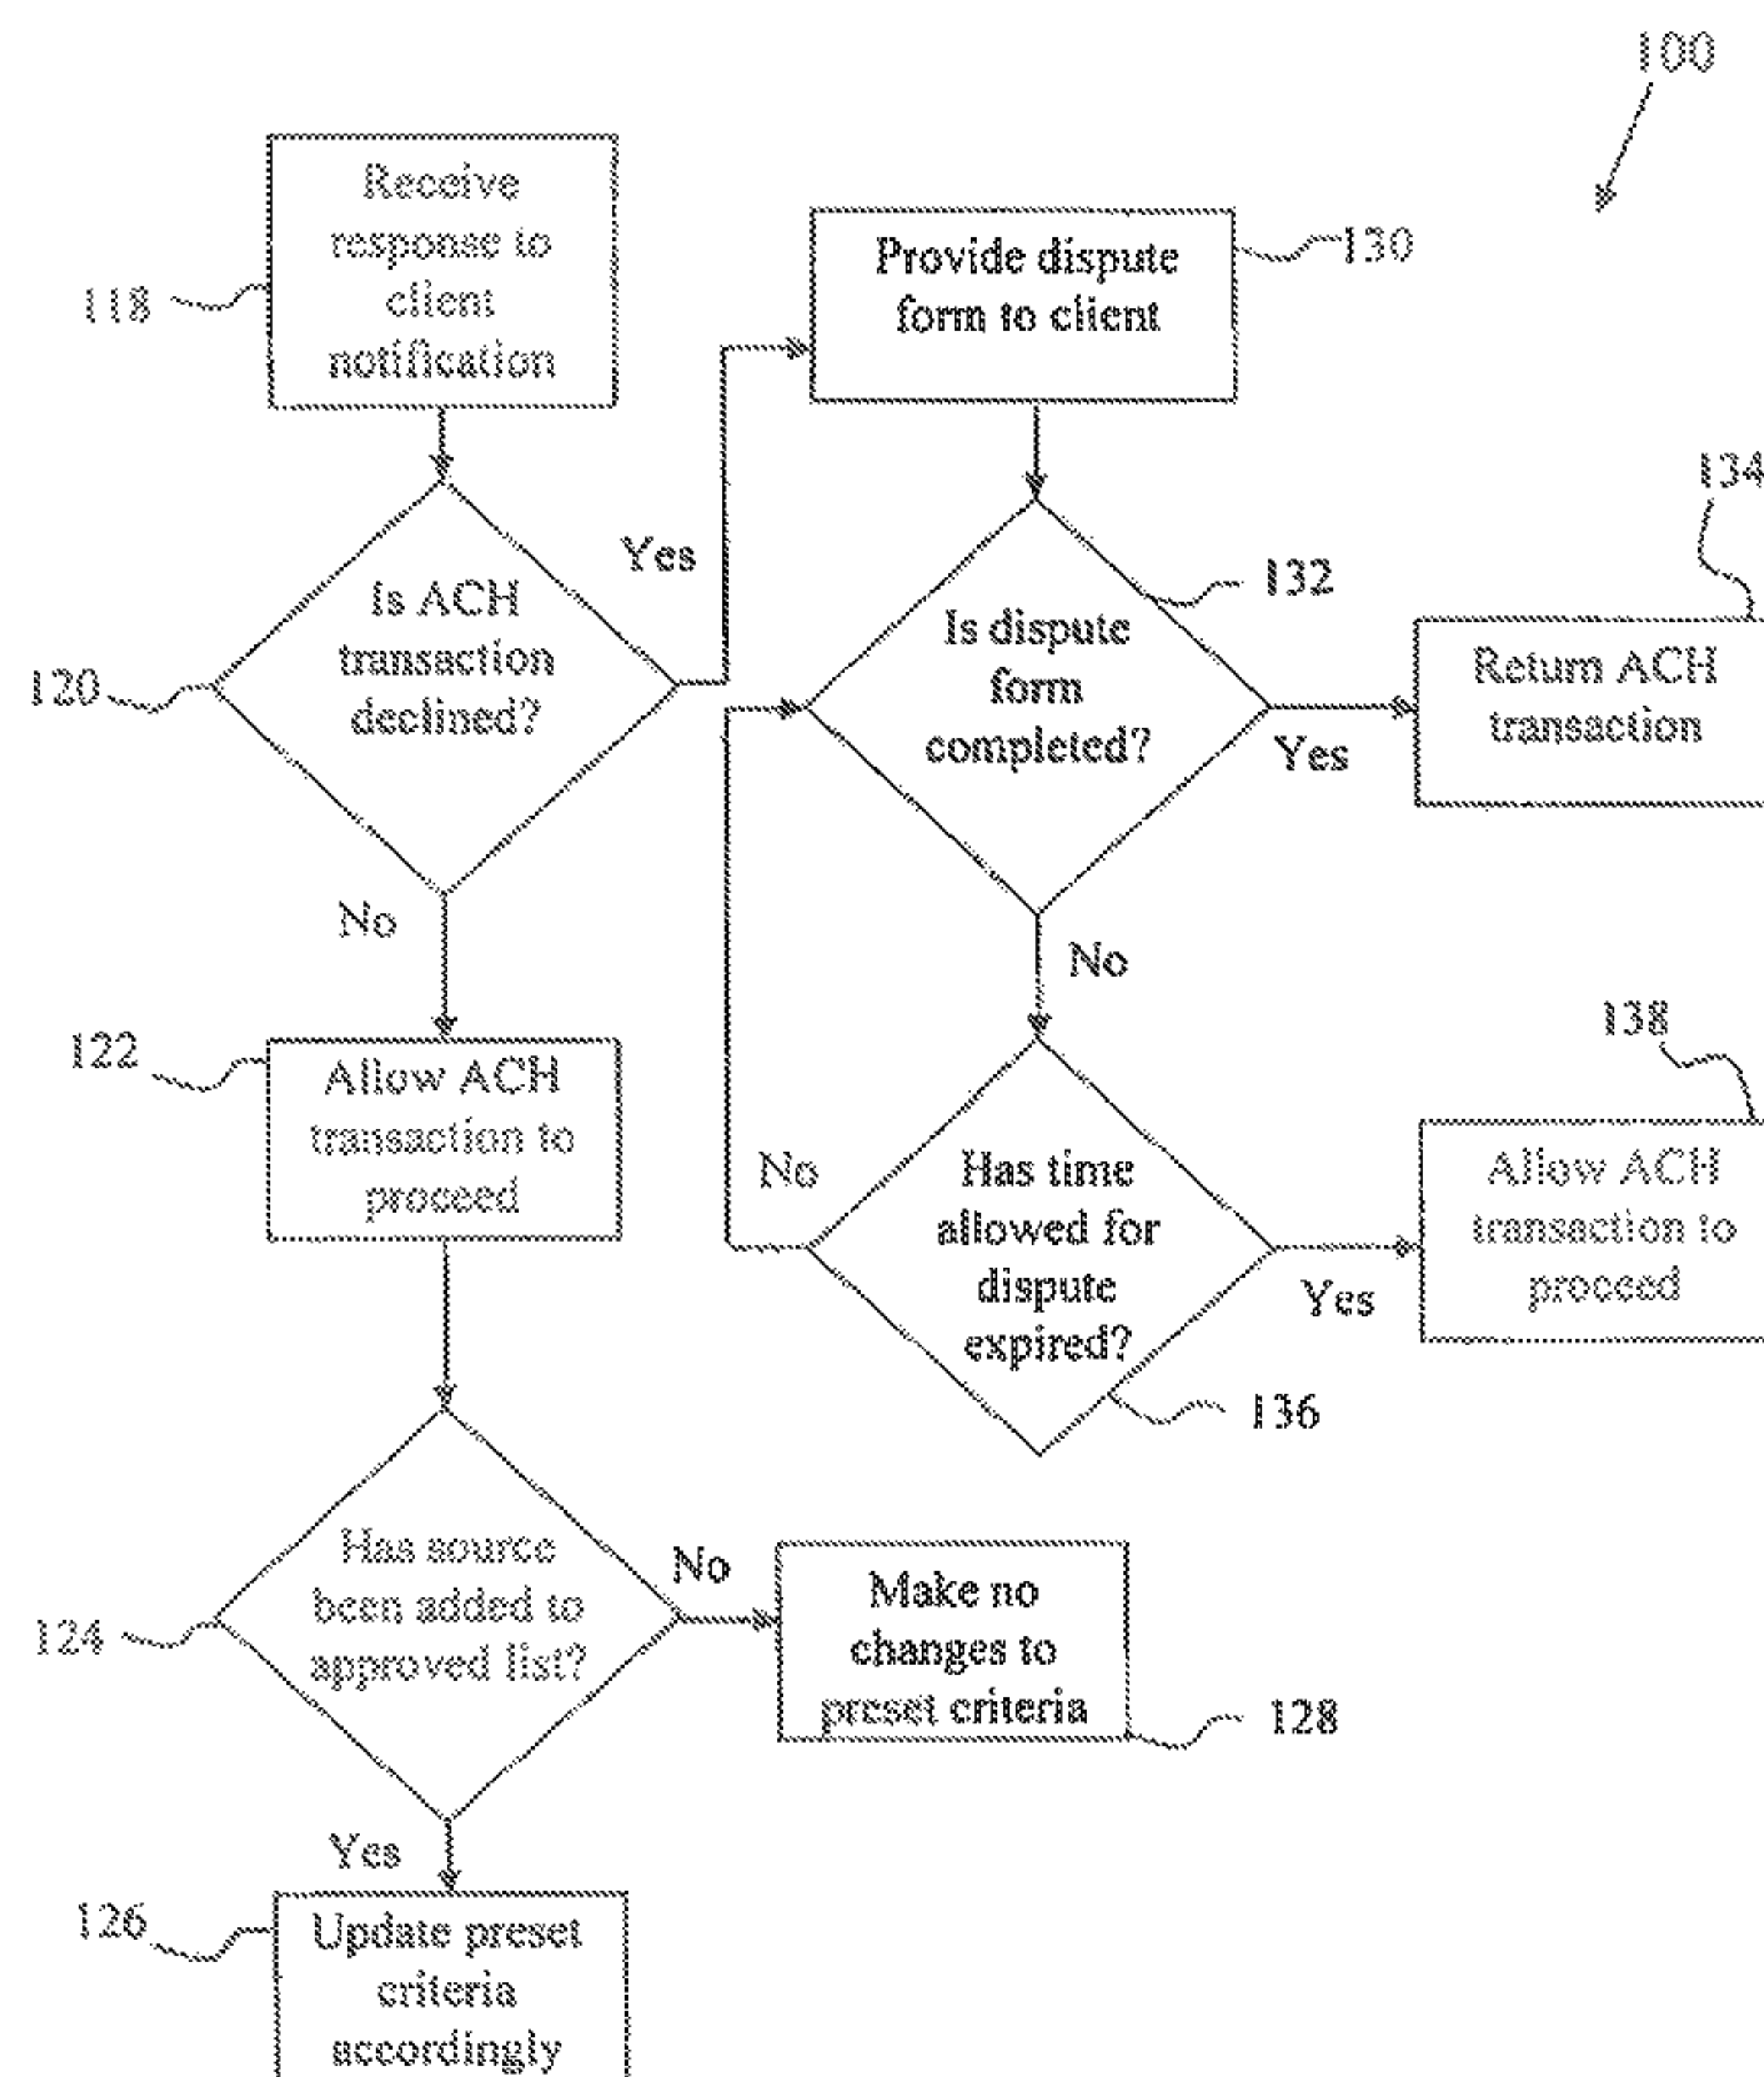 100
Receive
response to
client
notification
118
Is ACH
transaction
declined?
120
Yes
No
122
Allow ACH
transaction to
proceed
Has source
been added to
approved list?
124
No
Make no
changes to
preset criteria
128
Yes
126
Update preset
criteria
accordingly
Provide dispute
form to client
130
Is dispute
form
completed?
132
Yes
134
Return ACH
transaction
No
Has time
allowed for
dispute
expired?
136
No
Yes
138
Allow ACH
transaction to
proceed